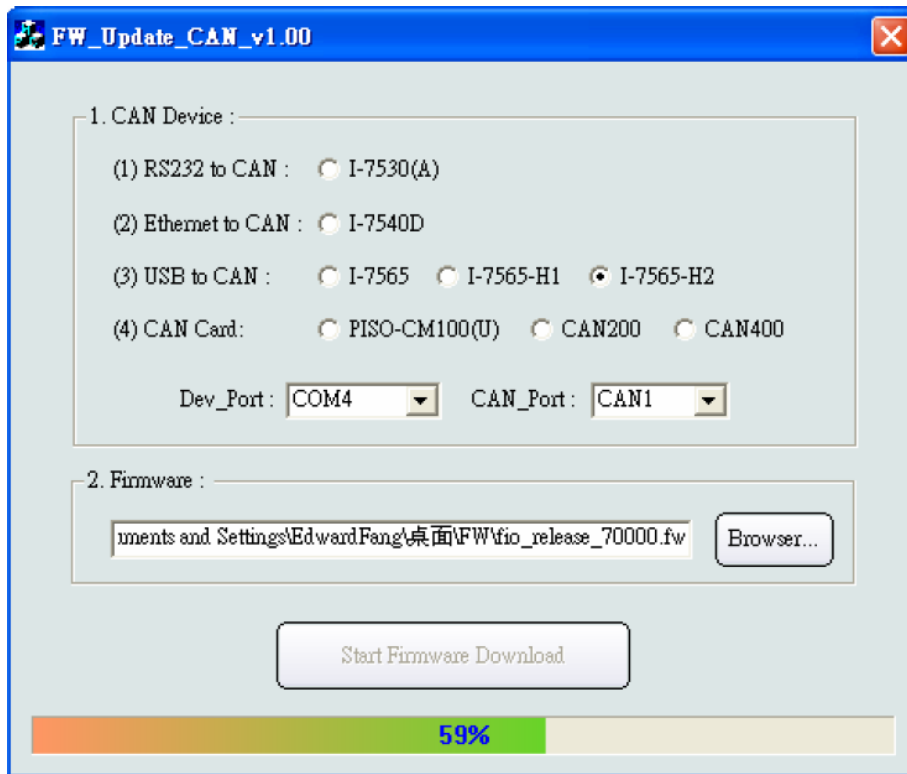 FW_Update_CAN_v1.00
1. CAN Device :
(1) RS232 to CAN : I-7530(A)
(2) Ethernet to CAN : I-7540D
(3) USB to CAN : I-7565 I-7565-H1 I-7565-H2
(4) CAN Card: PISO-CM100(U) CAN200 CAN400
Dev_Port : COM4 CAN_Port : CAN1
2. Firmware :
uments and Settings\EdwardFang\桌面\FW\fio_release_70000.fw Browser...
Start Firmware Download
59%